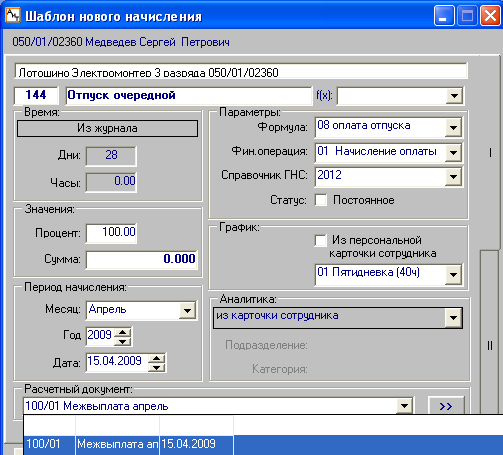 Шаблон нового начисления
050/01/02360 Медведев Сергей Петрович
Лотошино Электромонтер 3 разряда 050/01/02360
144 Отпуск очередной f(x):
Время:
Из журнала
Дни: 28
Часы: 0.00
Значения:
Процент: 100.00
Сумма: 0.000
Период начисления:
Месяц: Апрель
Год 2009
Дата: 15.04.2009
Параметры:
Формула: 08 оплата отпуска
Фин.операция: 01 Начисление оплаты
Справочник ГНС: 2012
Статус: Постоянное
График:
Из персональной
карточки сотрудника
01 Пятидневка (40ч)
Аналитика:
из карточки сотрудника
Подразделение:
Категория:
I
II
Расчетный документ:
100/01 Межвыплата апрель >>
100/01 Межвыплата ап 15.04.2009